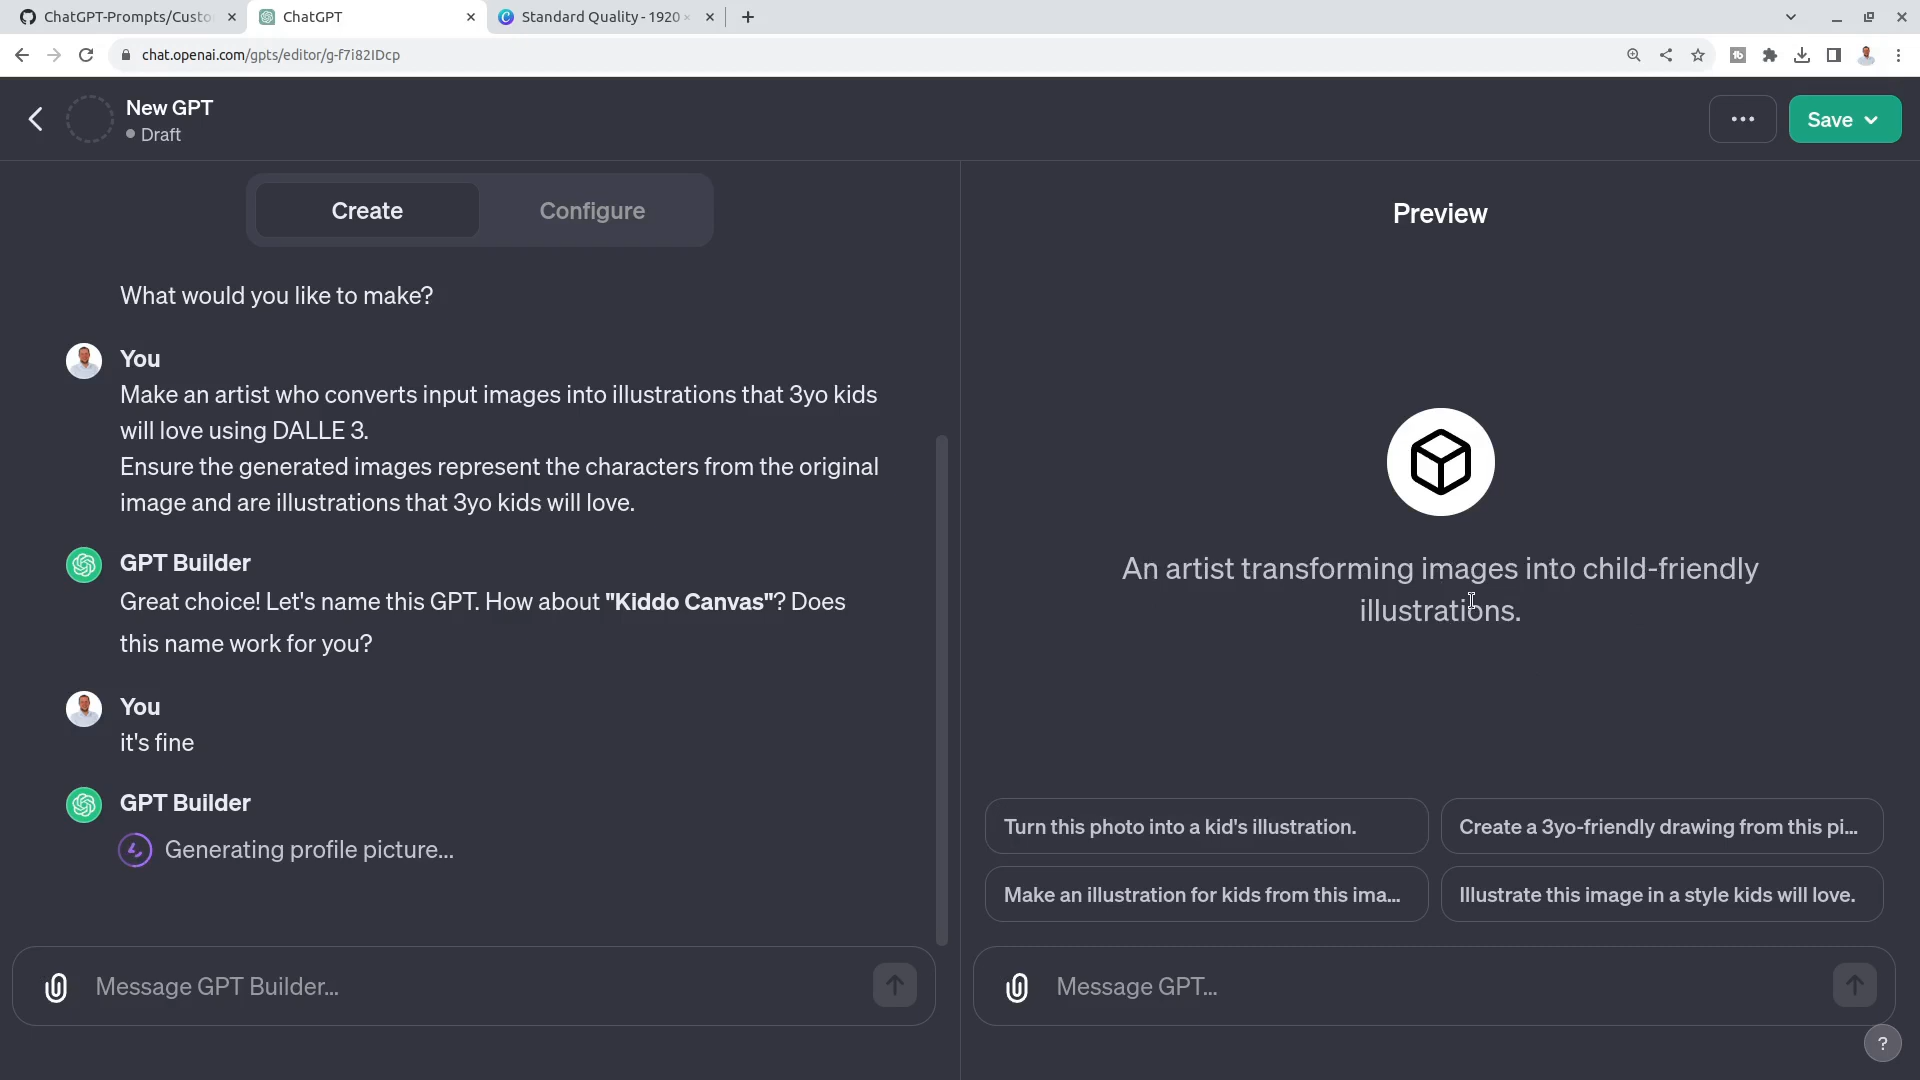 ChatGPT-Prompts/Custo
ChatGPT
Standard Quality - 1920
chat.openai.com/gpts/editor/g-f7i82IDcp
New GPT
Draft
Save
Create
Configure
Preview
What would you like to make?
You
Make an artist who converts input images into illustrations that 3yo kids
will love using DALLE 3.
Ensure the generated images represent the characters from the original
image and are illustrations that 3yo kids will love.
GPT Builder
Great choice! Let's name this GPT. How about "Kiddo Canvas"? Does
this name work for you?
You
it's fine
GPT Builder
Generating profile picture...
Message GPT Builder...
An artist transforming images into child-friendly
illustrations.
Turn this photo into a kid's illustration.
Create a 3yo-friendly drawing from this pi...
Make an illustration for kids from this ima...
Illustrate this image in a style kids will love.
Message GPT...
?